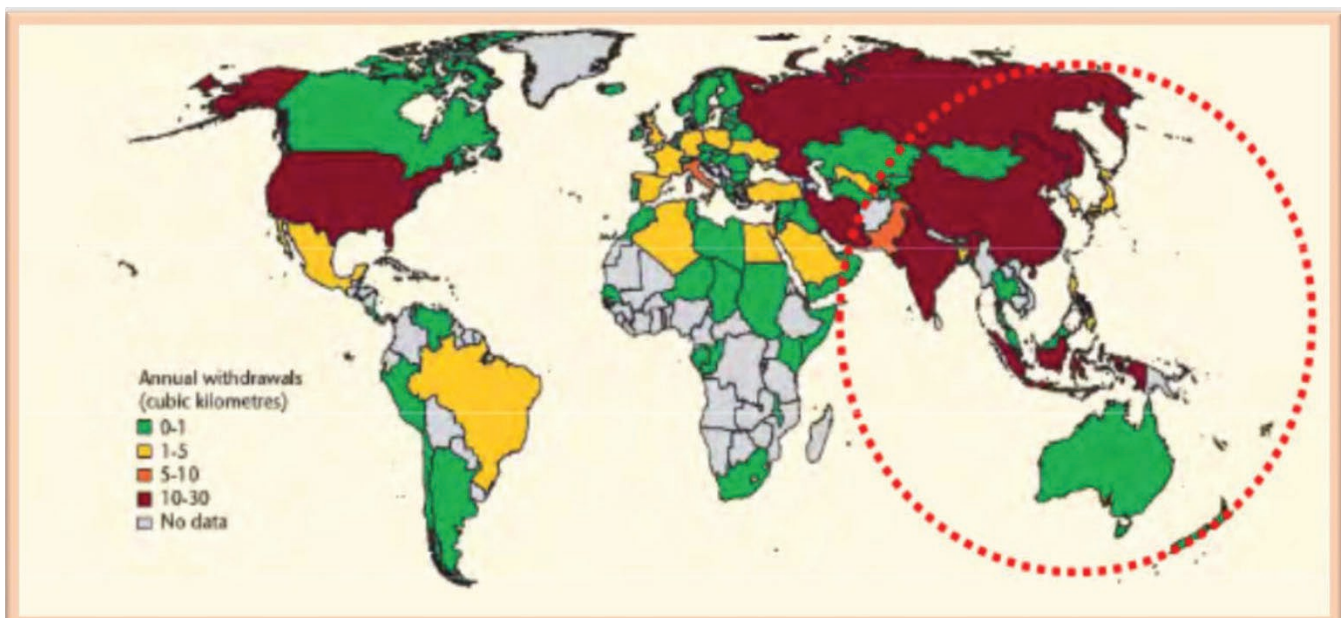 Annual withdrawals
(cubic kilometres)
0-1
1-5
5-10
10-30
No data